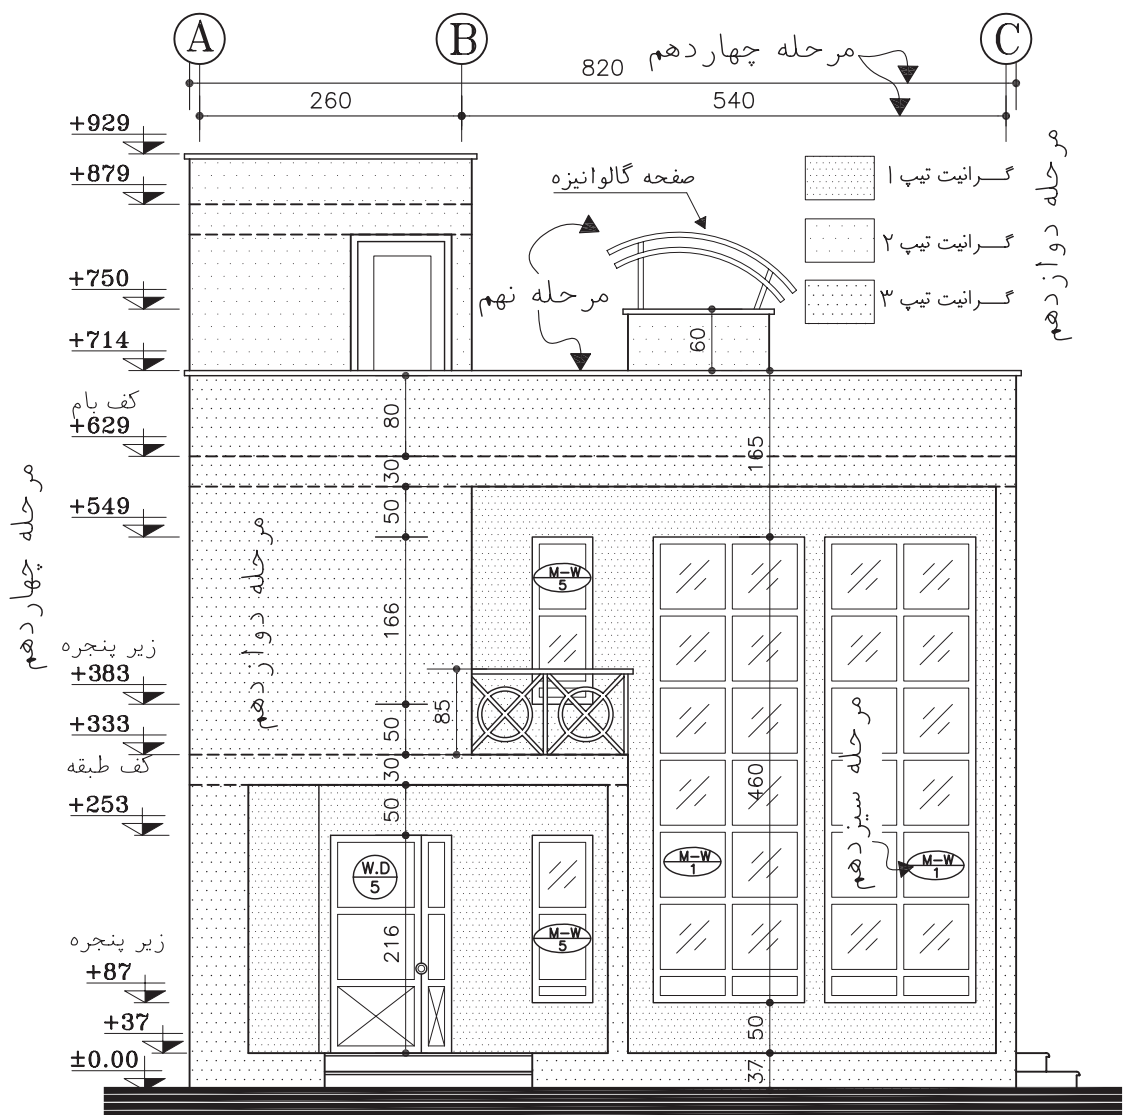 A
B
C
مرحله چهاردهم
820
260
540
+929
+879
+750
+714
کف بام
+629
+549
زیر پنجره
+383
+333
کف طبقه
+253
زیر پنجره
+87
+37
±0.00
مرحله چهاردهم
صفحه گالوانیزه
مرحله نهم
گـــرانیت تیپ ۱
گـــرانیت تیپ ۲
گـــرانیت تیپ ۳
مرحله دوازدهم
60
80
30
50
166
50
30
50
216
مرحله دوازدهم
85
165
460
50
37
M-W
5
W.D
5
M-W
5
M-W
1
M-W
1
مرحله سیزدهم